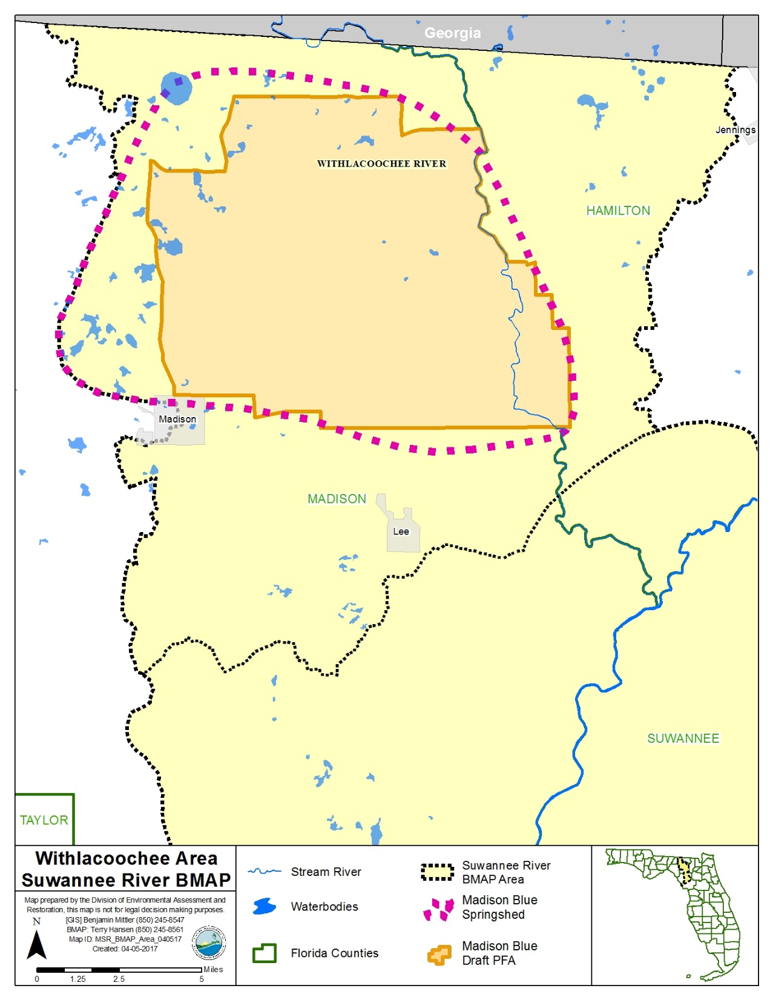 Georgia
Jennings
WITHLACOOCHEE RIVER
HAMILTON
Madison
MADISON
Lee
SUWANNEE
TAYLOR
Withlacoochee Area
Suwannee River BMAP
Map prepared by the Division of Environmental Assessment and
Restoration, this map is not for legal decision making purposes.
[GIS] Benjamin Mittler (850) 245-8547
BMAP: Terry Hansen (850) 245-8561
Map ID: MSR_BMAP_Area_040517
Created: 04-05-2017
N
Miles
0 1.25 2.5 5
Stream River
Waterbodies
Florida Counties
Suwannee River
BMAP Area
Madison Blue
Springshed
Madison Blue
Draft PFA